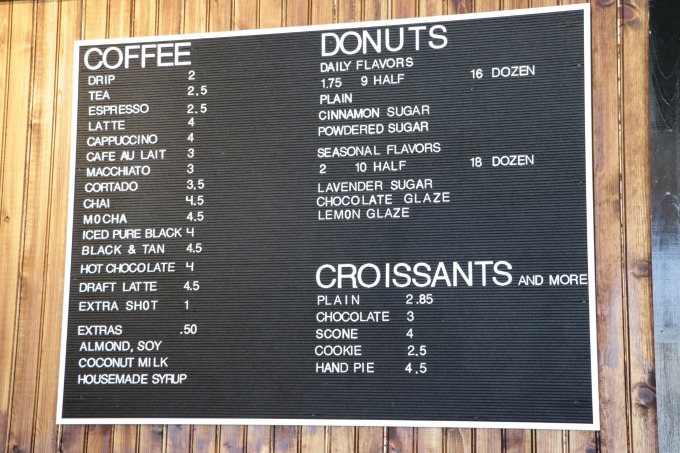 COFFEE
DRIP 2
TEA 2.5
ESPRESSO 2.5
LATTE 4
CAPPUCCINO 4
CAFE AU LAIT 3
MACCHIATO 3
CORTADO 3.5
CHAI 4.5
MOCHA 4.5
ICED PURE BLACK 4
BLACK & TAN 4.5
HOT CHOCOLATE 4
DRAFT LATTE 4.5
EXTRA SHOT 1
EXTRAS .50
ALMOND, SOY
COCONUT MILK
HOUSEMADE SYRUP
DONUTS
DAILY FLAVORS
1.75 9 HALF 16 DOZEN
PLAIN
CINNAMON SUGAR
POWDERED SUGAR
SEASONAL FLAVORS
2 10 HALF 18 DOZEN
LAVENDER SUGAR
CHOCOLATE GLAZE
LEMON GLAZE
CROISSANTS AND MORE
PLAIN 2.85
CHOCOLATE 3
SCONE 4
COOKIE 2.5
HAND PIE 4.5